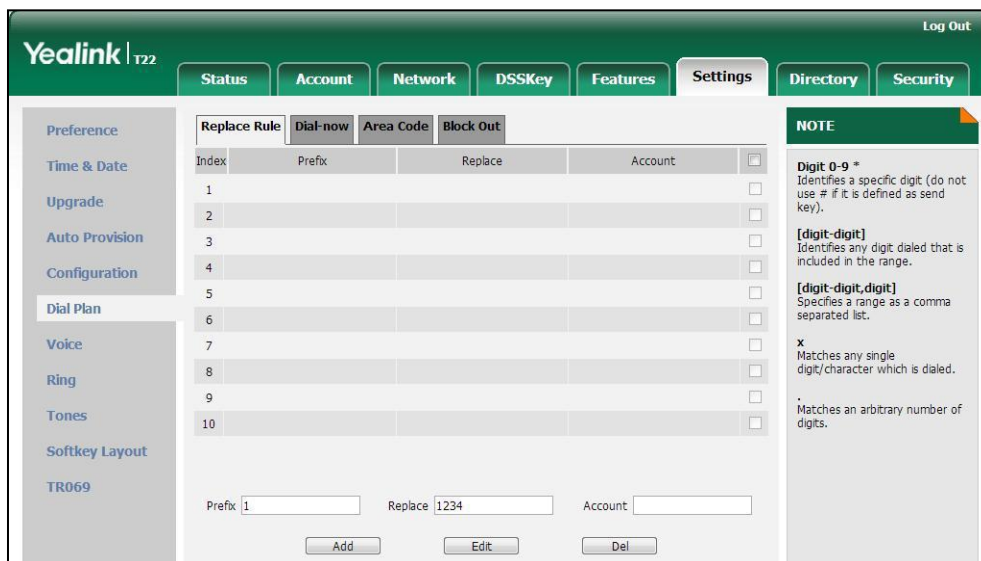 Log Out
Yealink T22
Status Account Network DSSKey Features Settings Directory Security
Preference
Time & Date
Upgrade
Auto Provision
Configuration
Dial Plan
Voice
Ring
Tones
Softkey Layout
TR069
Replace Rule Dial-now Area Code Block Out
Index Prefix Replace Account
1
2
3
4
5
6
7
8
9
10
Prefix 1 Replace 1234 Account
Add Edit Del
NOTE
Digit 0-9 *
Identifies a specific digit (do not
use # if it is defined as send
key).
[digit-digit]
Identifies any digit dialed that is
included in the range.
[digit-digit,digit]
Specifies a range as a comma
separated list.
x
Matches any single
digit/character which is dialed.
.
Matches an arbitrary number of
digits.